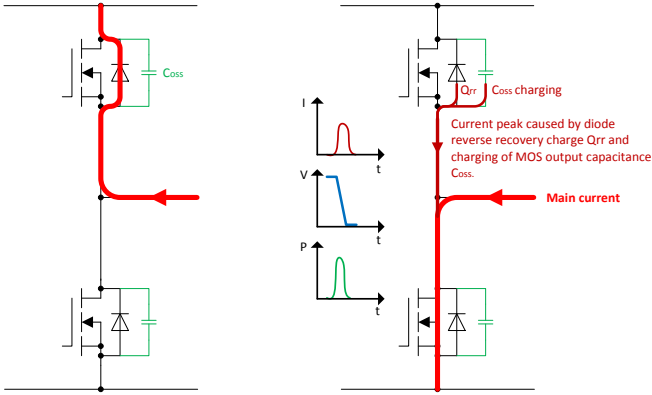 Coss
Qrr
Coss charging
I
Current peak caused by diode
reverse recovery charge Qrr and
charging of MOS output capacitance
Coss.
t
V
Main current
t
P
t